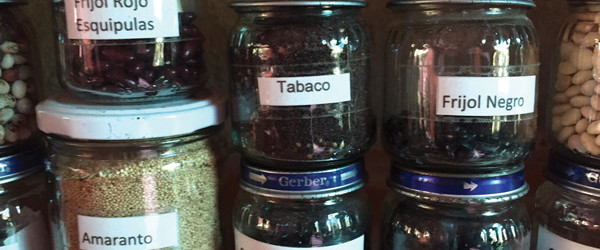 Frijol Rojo
Esquipulas
Tabaco
Frijol Negro
Gerber
Amaranto